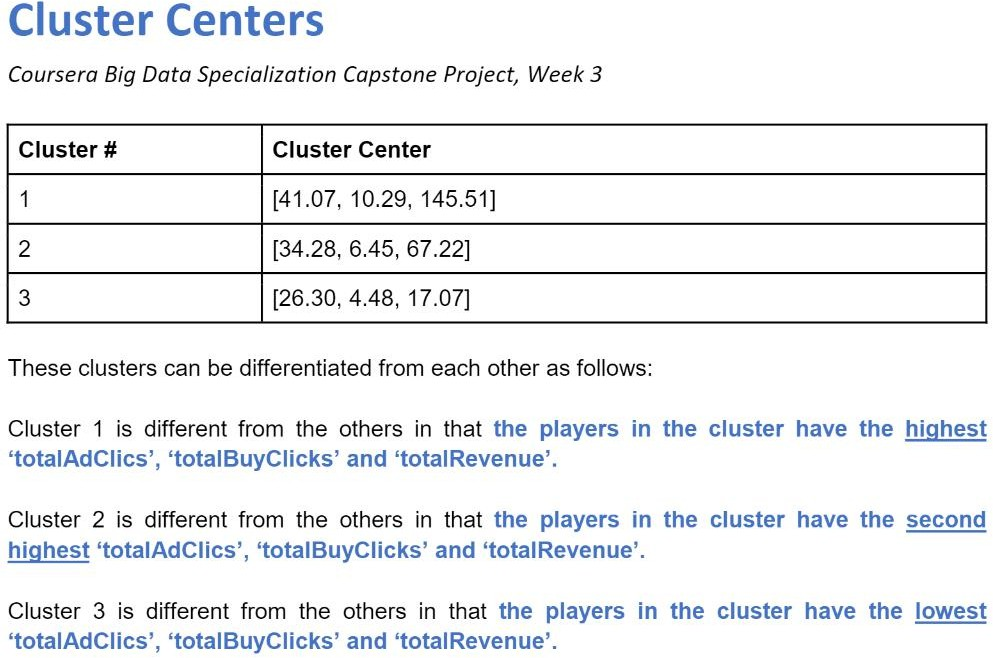 Cluster Centers
Coursera Big Data Specialization Capstone Project, Week 3
Cluster # Cluster Center
1 [41.07, 10.29, 145.51]
2 [34.28, 6.45, 67.22]
3 [26.30, 4.48, 17.07]
These clusters can be differentiated from each other as follows:
Cluster 1 is different from the others in that the players in the cluster have the highest
‘totalAdClics’, ‘totalBuyClicks’ and ‘totalRevenue’.
Cluster 2 is different from the others in that the players in the cluster have the second
highest ‘totalAdClics’, ‘totalBuyClicks’ and ‘totalRevenue’.
Cluster 3 is different from the others in that the players in the cluster have the lowest
‘totalAdClics’, ‘totalBuyClicks’ and ‘totalRevenue’.